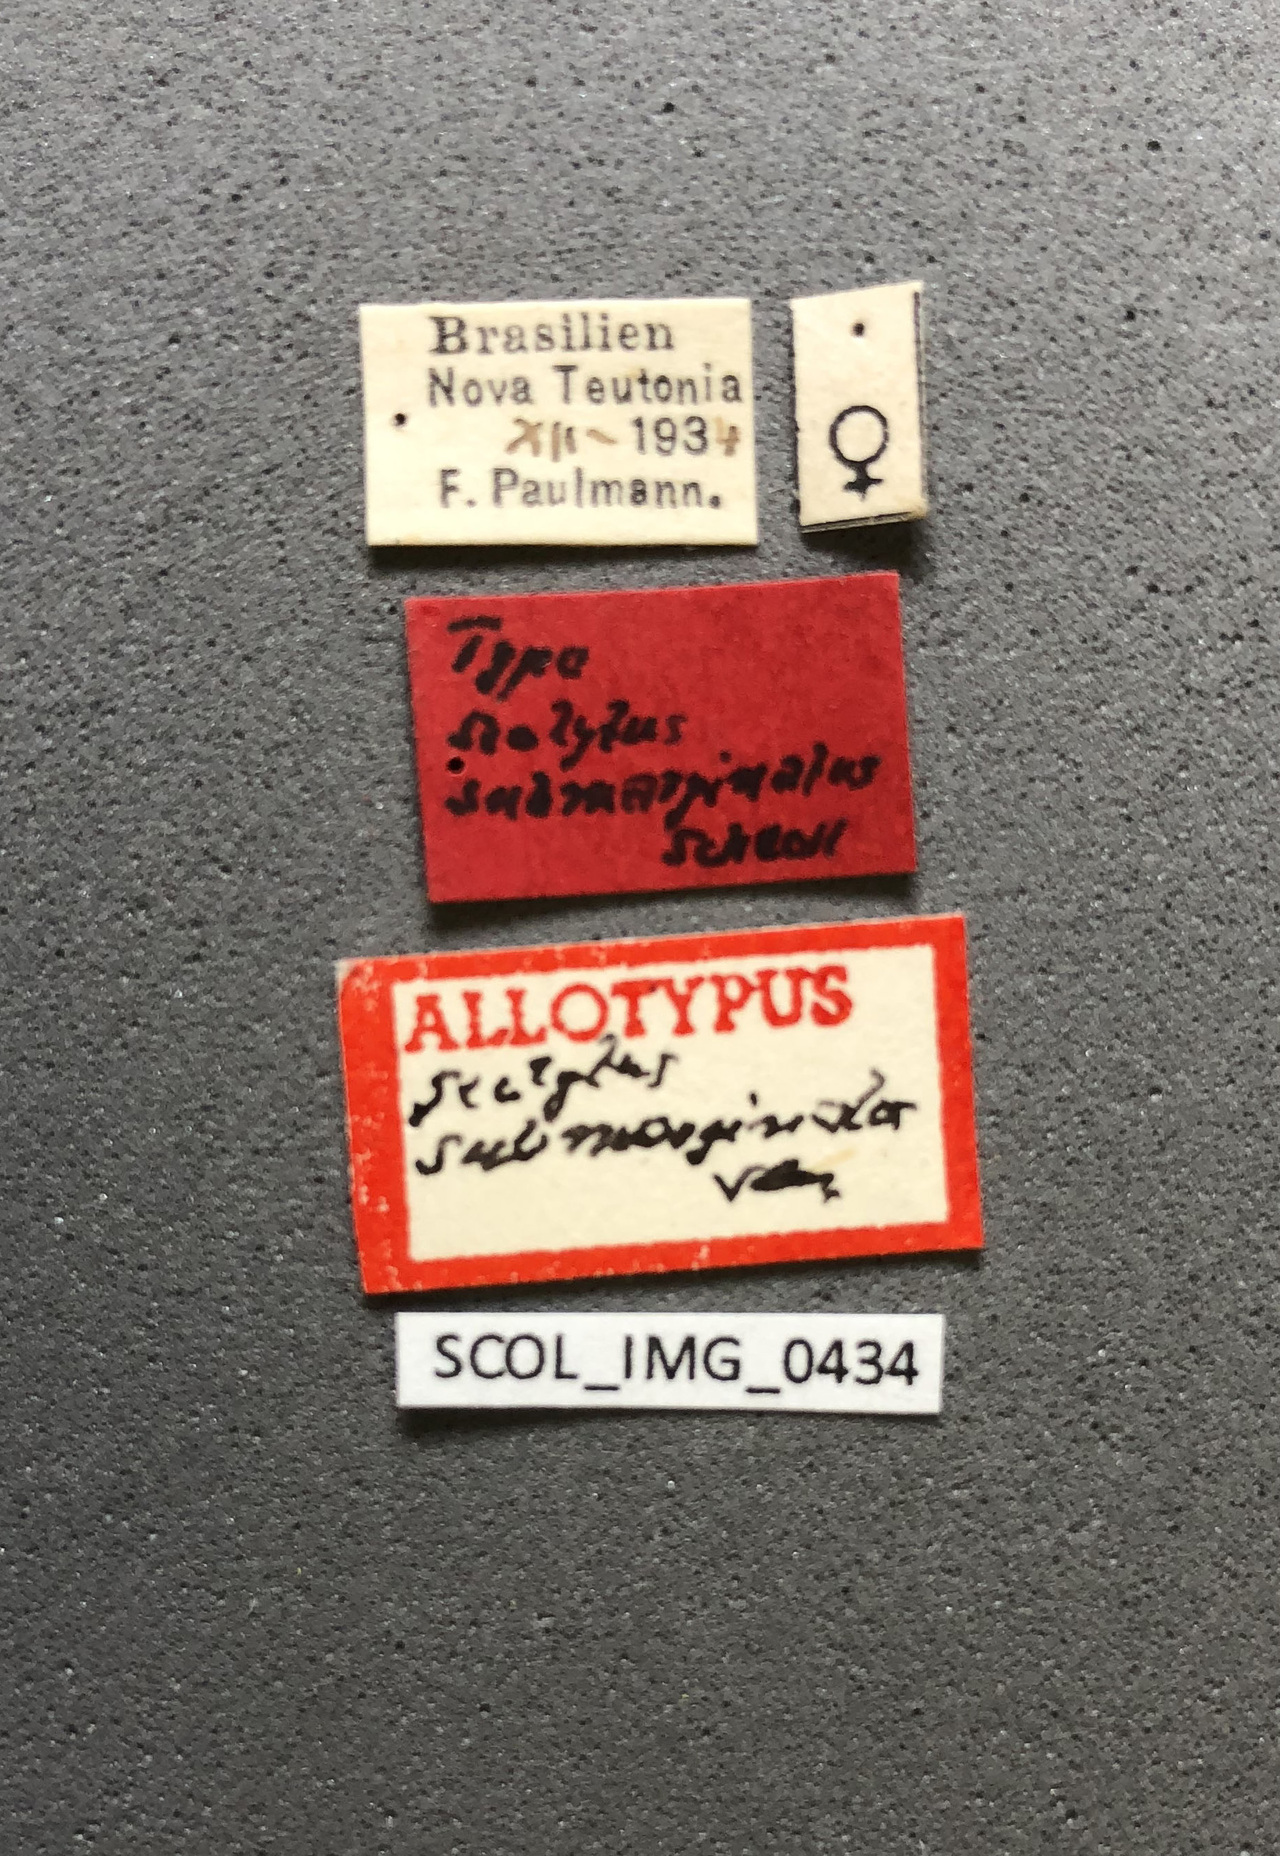 Brasilien
Nova Teutonia
XII - 1934
F. Paulmann.
♀
Type
Scolytus
submarginatus
Schedl
ALLOTYPUS
Scolytus
submarginatus
SCOL_IMG_0434